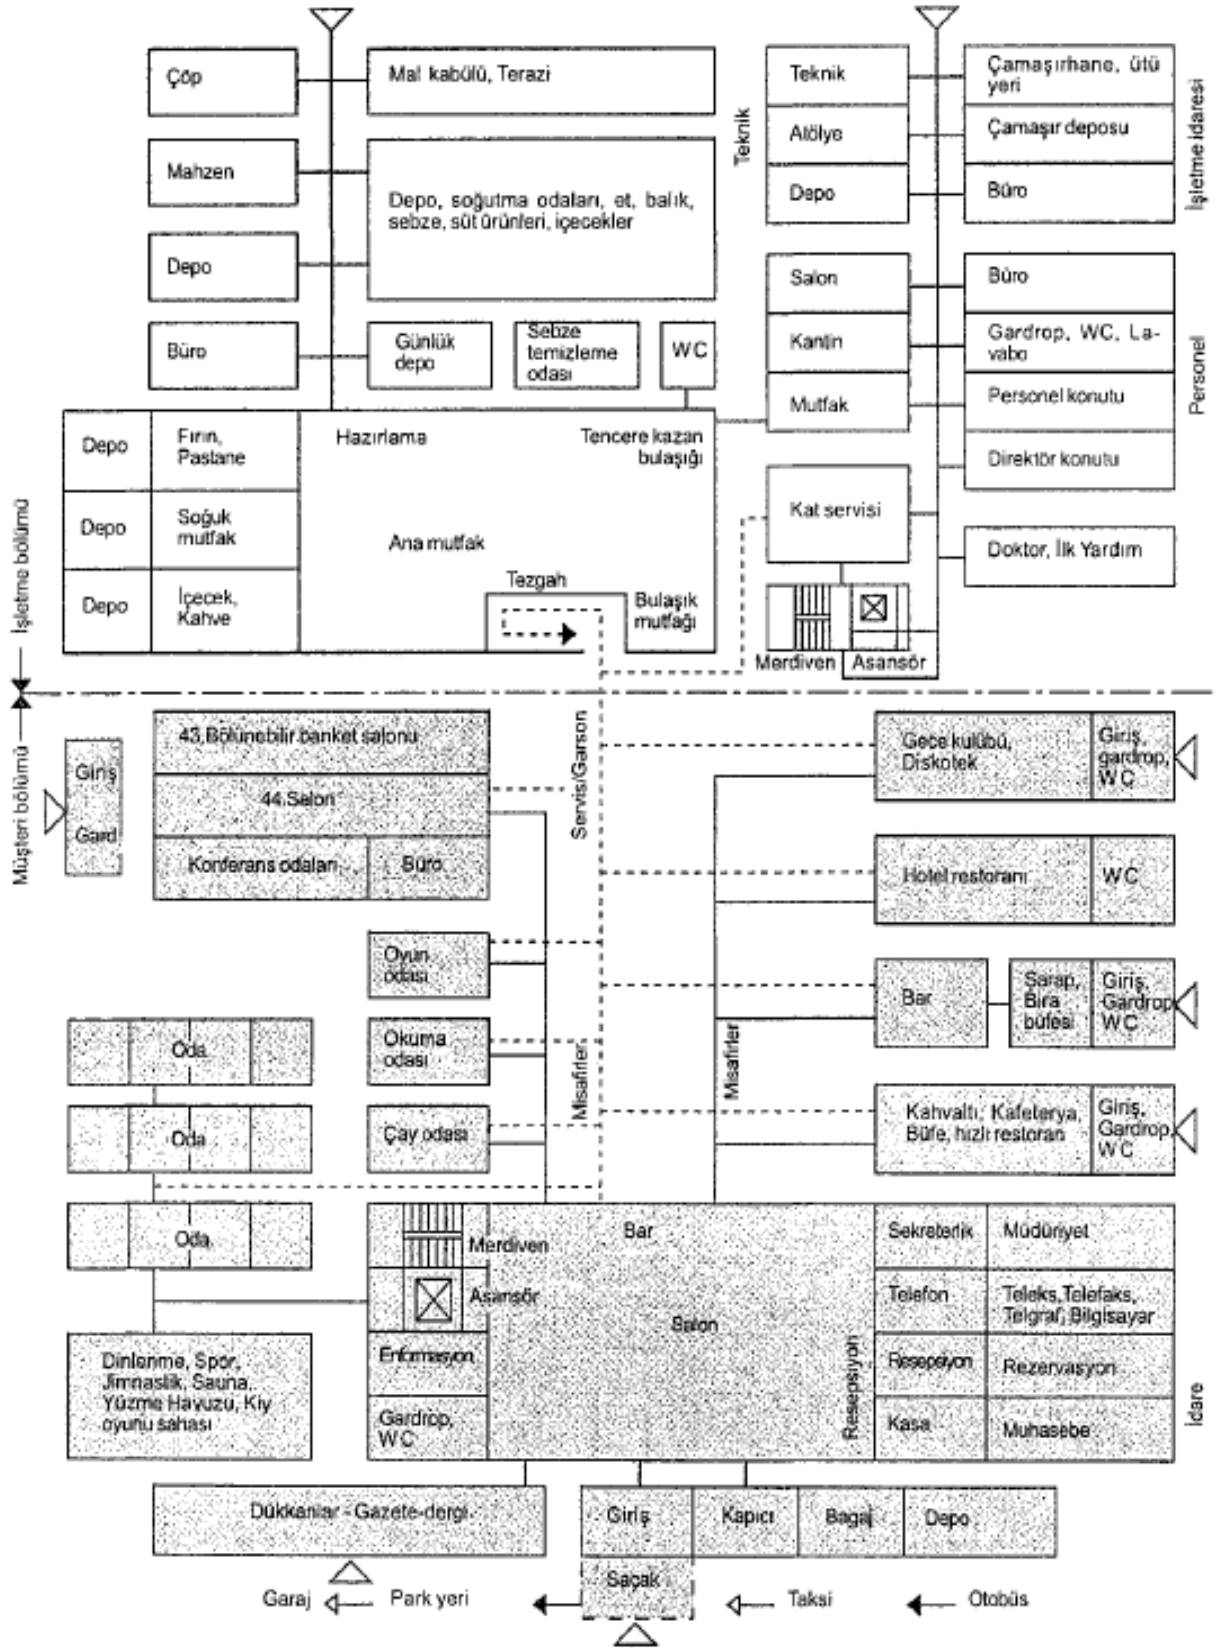 Çöp
Mal kabülü, Terazi
Mahzen
Depo, soğutma odaları, et, balık,
sebze, süt ürünleri, içecekler
Depo
Büro
Günlük
depo
Sebze
temizleme
odası
WC
Teknik
Teknik
Çamaşırhane, ütü
yeri
Atölye
Çamaşır deposu
Depo
Büro
İşletme idaresi
Salon
Büro
Kantin
Gardrop, WC, La-
vabo
Mutfak
Personel konutu
Direktör konutu
Personel
Depo
Fırın,
Pastane
Hazırlama
Tencere kazan
bulaşığı
Depo
Soğuk
mutfak
Ana mutfak
Depo
İçecek,
Kahve
Tezgah
Bulaşık
mutfağı
Kat servisi
Doktor, İlk Yardım
Merdiven
Asansör
İşletme bölümü
Müşteri bölümü
Giriş
Gard
43.Bölünebilir banket salonu
44.Salon
Konferans odaları
Büro
Servis/Garson
Gece kulübü,
Diskotek
Giriş,
gardrop,
WC
Hotel restoranı
WC
Oyun
odası
Bar
Sarap,
Bira
büfesi
Giriş,
Gardrop,
WC
Okuma
odası
Misafirler
Misafirler
Çay odası
Kahvaltı, Kafeterya,
Büfe, hızlı restoran
Giriş,
Gardrop,
WC
Oda
Oda
Oda
Merdiven
Asansör
Enformasyon
Gardrop,
WC
Bar
Salon
Resepsiyon
Sekreterlik
Müdüriyet
Telefon
Teleks,Telefaks,
Telgraf, Bilgisayar
Resepsiyon
Rezervasyon
Kasa
Muhasebe
İdare
Dinlenme, Spor,
Jimnastik, Sauna,
Yüzme Havuzu, Kiy
oyunu sahası
Dükkanlar - Gazete-dergi
Giriş
Kapıcı
Bagaj
Depo
Saçak
Garaj
Park yeri
Taksi
Otobüs